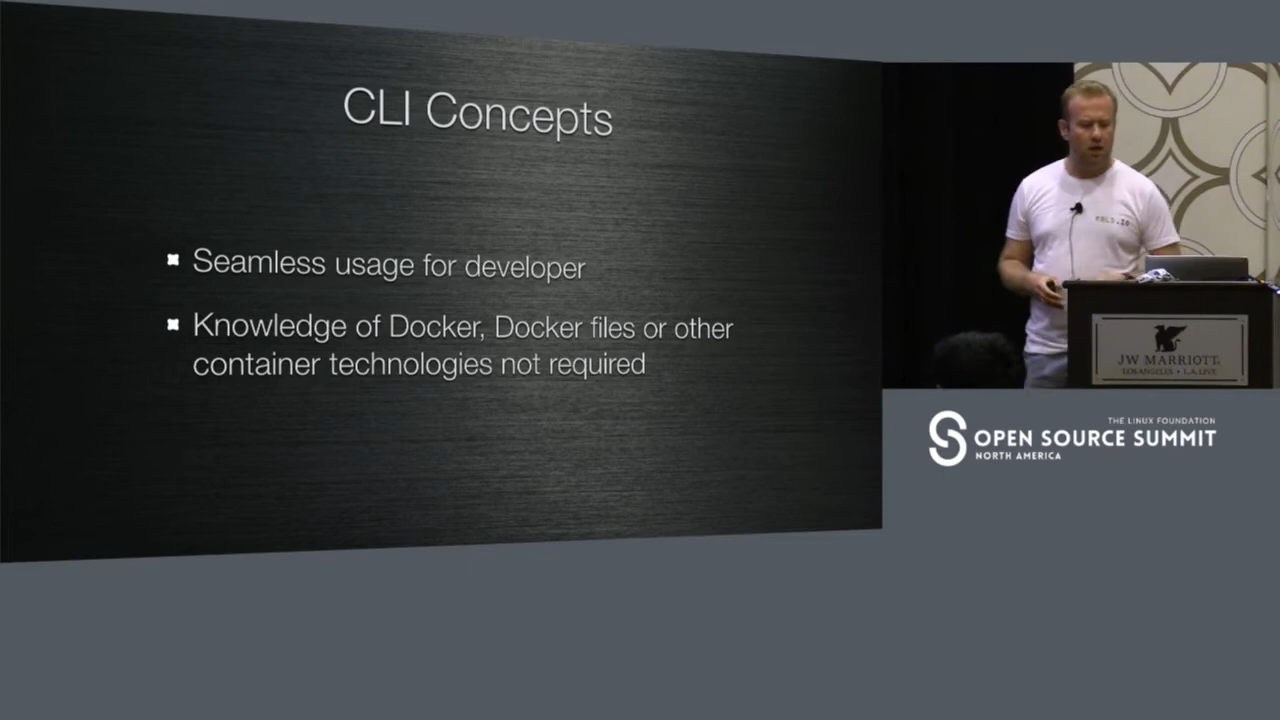 CLI Concepts
Seamless usage for developer
Knowledge of Docker, Docker files or other
container technologies not required
JW MARRIOTT
LOS ANGELES • L.A. LIVE
THE LINUX FOUNDATION
OPEN SOURCE SUMMIT
NORTH AMERICA